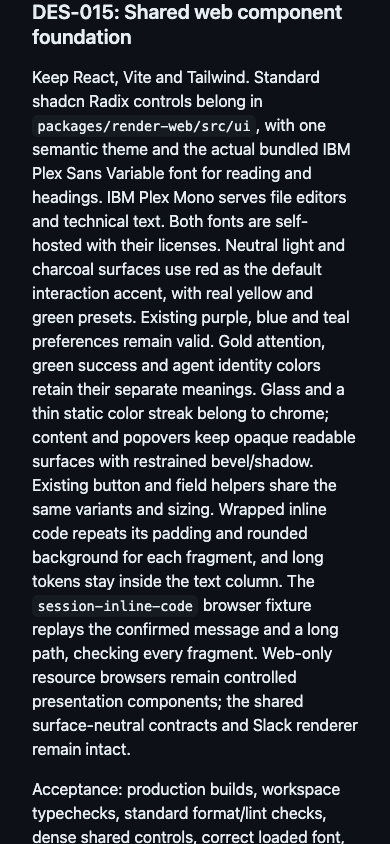 DES-015: Shared web component
foundation
Keep React, Vite and Tailwind. Standard
shadcn Radix controls belong in
packages/render-web/src/ui , with one
semantic theme and the actual bundled IBM
Plex Sans Variable font for reading and
headings. IBM Plex Mono serves file editors
and technical text. Both fonts are self-
hosted with their licenses. Neutral light and
charcoal surfaces use red as the default
interaction accent, with real yellow and
green presets. Existing purple, blue and teal
preferences remain valid. Gold attention,
green success and agent identity colors
retain their separate meanings. Glass and a
thin static color streak belong to chrome;
content and popovers keep opaque readable
surfaces with restrained bevel/shadow.
Existing button and field helpers share the
same variants and sizing. Wrapped inline
code repeats its padding and rounded
background for each fragment, and long
tokens stay inside the text column. The
session-inline-code browser fixture
replays the confirmed message and a long
path, checking every fragment. Web-only
resource browsers remain controlled
presentation components; the shared
surface-neutral contracts and Slack renderer
remain intact.
Acceptance: production builds, workspace
typechecks, standard format/lint checks,
dense shared controls, correct loaded font,